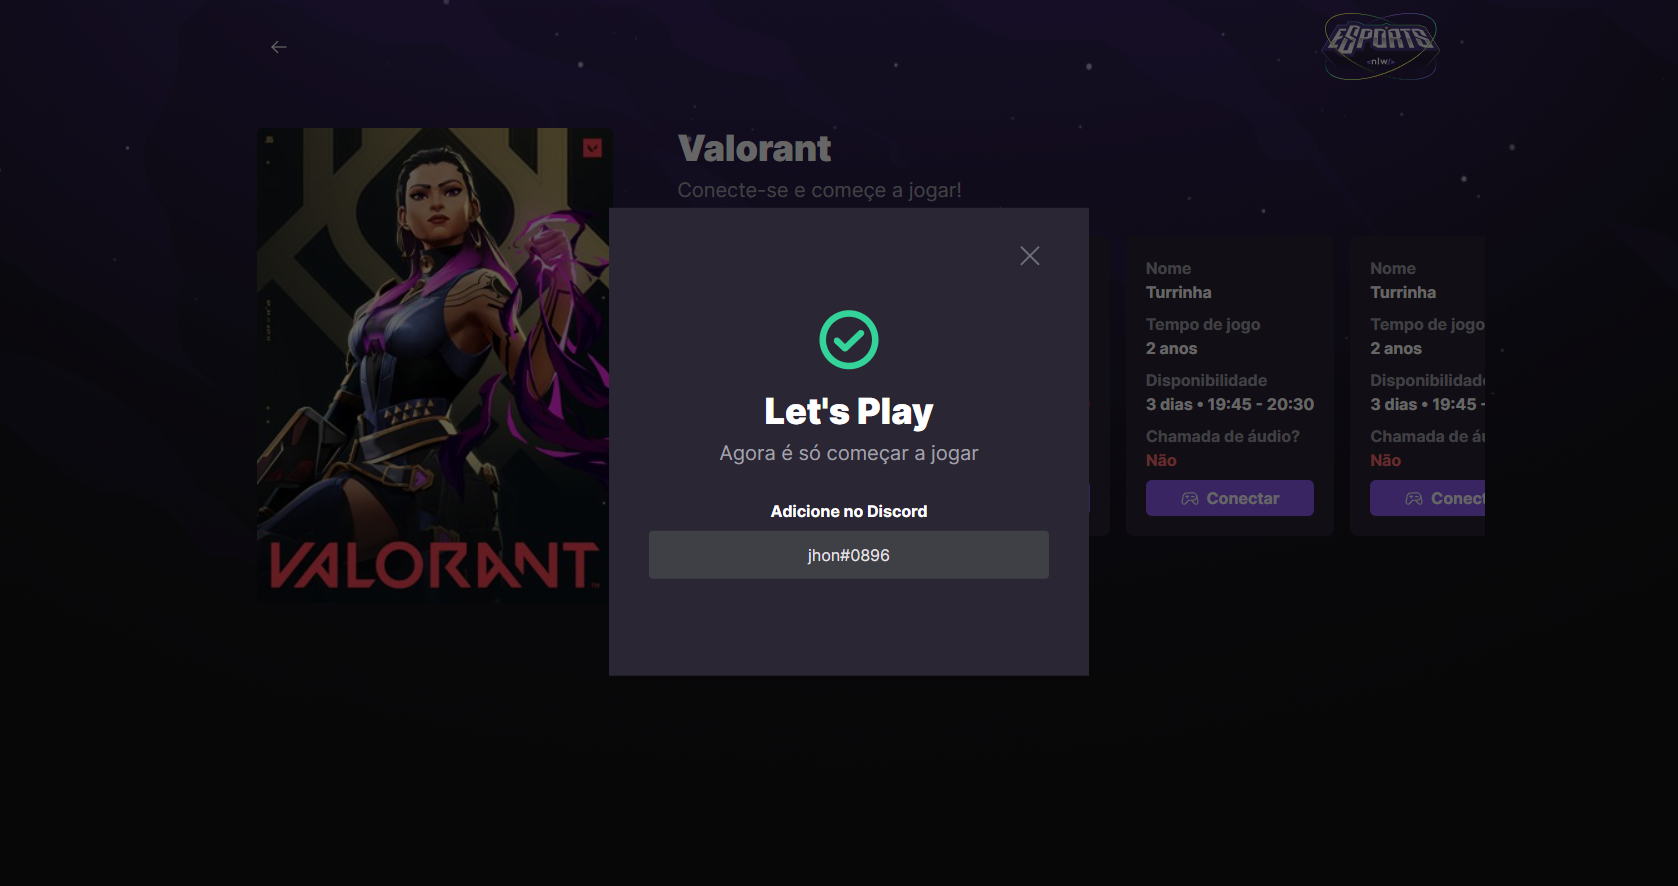 ESPORTS
<nlw/>
Valorant
Conecte-se e começe a jogar!
VALORANT
Let's Play
Agora é só começar a jogar
Adicione no Discord
jhon#0896
Nome
Turrinha
Tempo de jogo
2 anos
Disponibilidade
3 dias • 19:45 - 20:30
Chamada de áudio?
Não
Conectar
Nome
Turrinha
Tempo de jogo
2 anos
Disponibilidad
3 dias • 19:45 -
Chamada de áu
Não
Conect